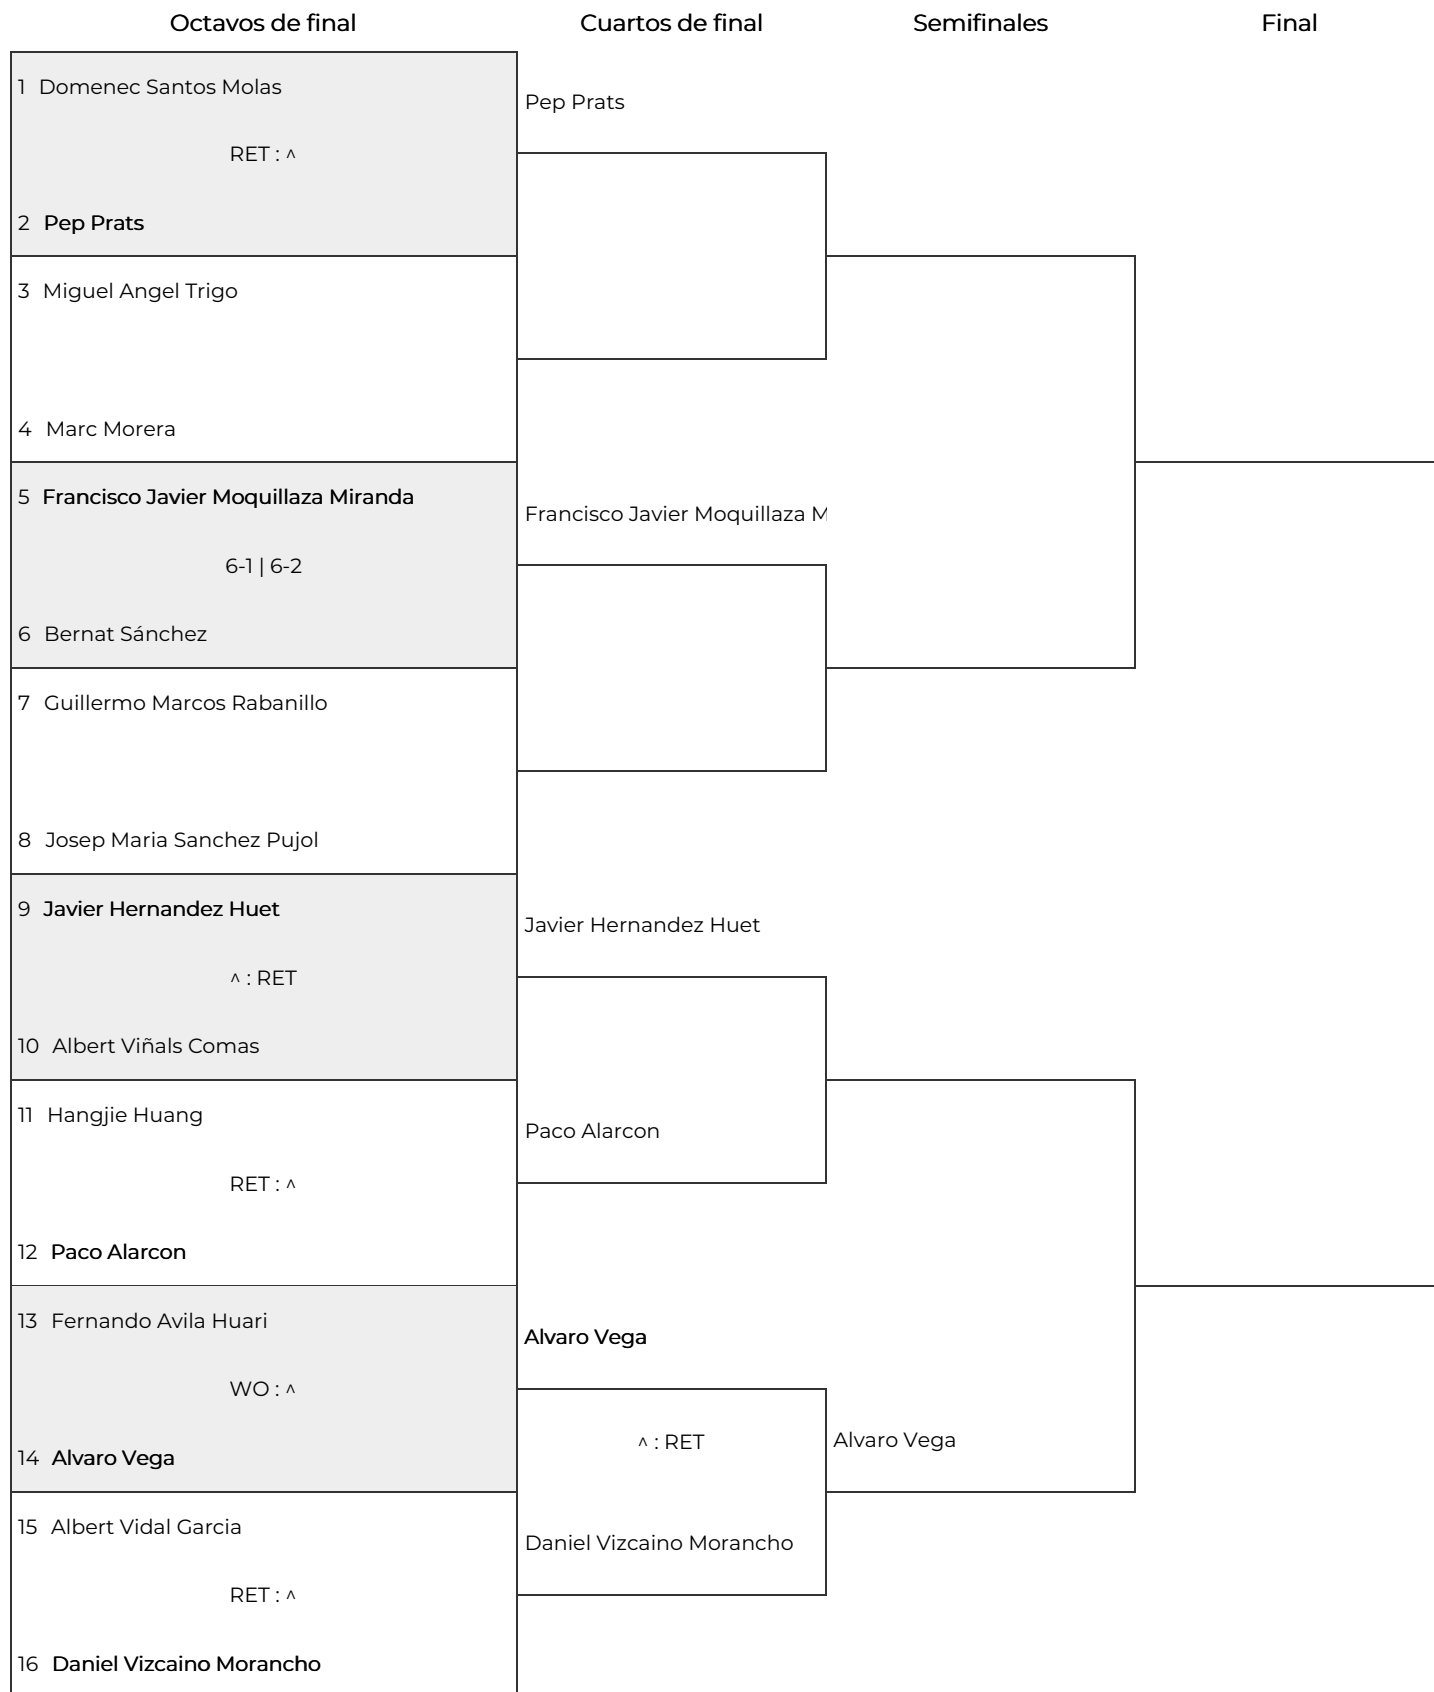 Octavos de final
Cuartos de final
Semifinales
Final
1 Domenec Santos Molas
RET : ^
2 Pep Prats
3 Miguel Angel Trigo
4 Marc Morera
5 Francisco Javier Moquillaza Miranda
6-1 | 6-2
6 Bernat Sánchez
7 Guillermo Marcos Rabanillo
8 Josep Maria Sanchez Pujol
9 Javier Hernandez Huet
^ : RET
10 Albert Viñals Comas
11 Hangjie Huang
RET : ^
12 Paco Alarcon
13 Fernando Avila Huari
WO : ^
14 Alvaro Vega
15 Albert Vidal Garcia
RET : ^
16 Daniel Vizcaino Morancho
Pep Prats
Francisco Javier Moquillaza M
Javier Hernandez Huet
Paco Alarcon
Alvaro Vega
^ : RET
Daniel Vizcaino Morancho
Alvaro Vega